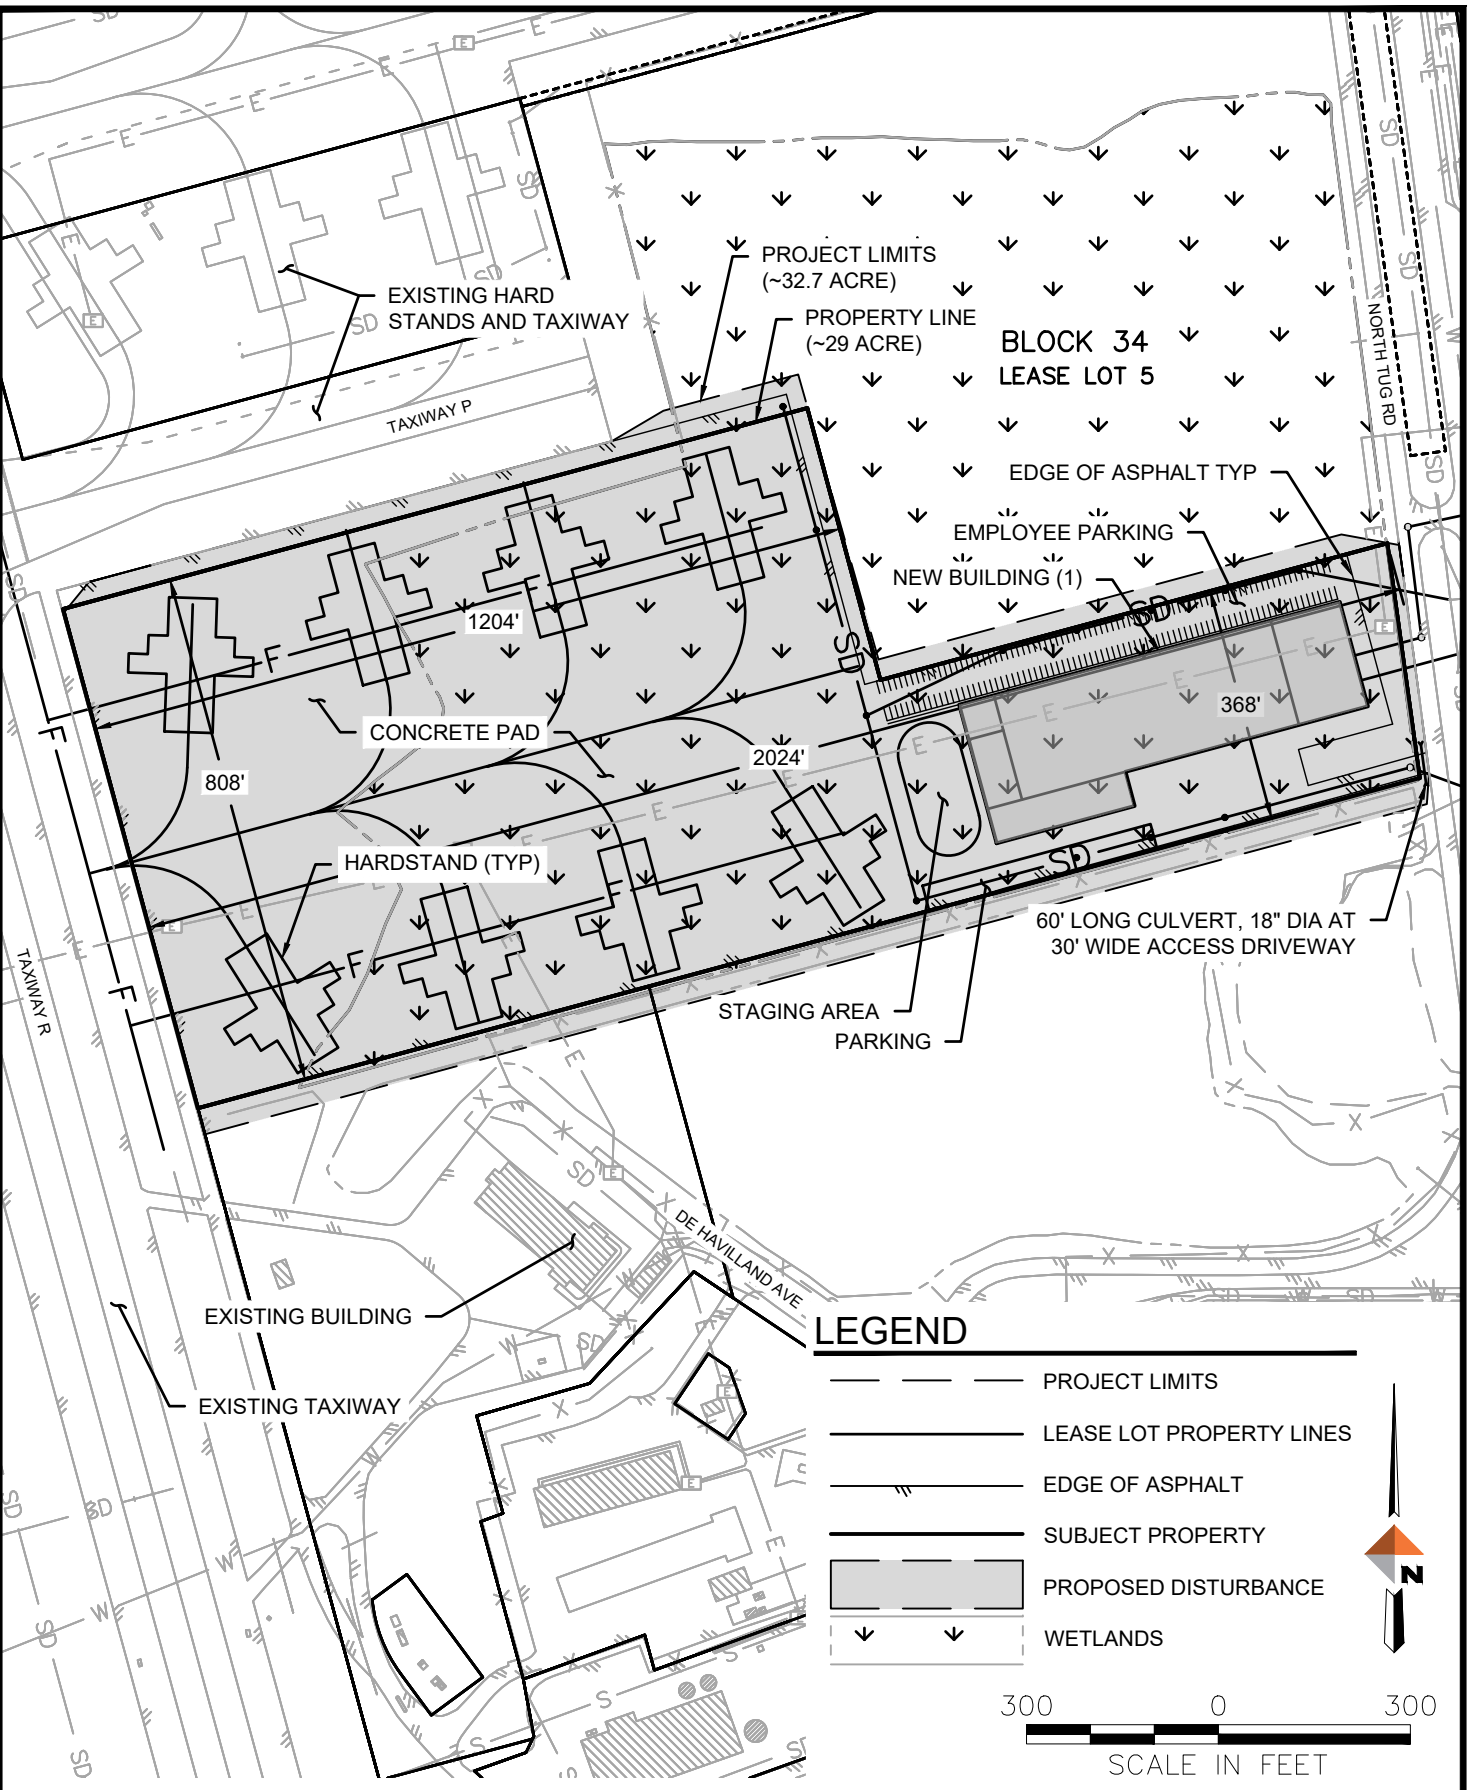 PROJECT LIMITS
(~32.7 ACRE)
PROPERTY LINE
(~29 ACRE)
EXISTING HARD
STANDS AND TAXIWAY
BLOCK 34
LEASE LOT 5
NORTH TUG RD
TAXIWAY P
EDGE OF ASPHALT TYP
EMPLOYEE PARKING
NEW BUILDING (1)
1204'
CONCRETE PAD
368'
2024'
808'
HARDSTAND (TYP)
60' LONG CULVERT, 18" DIA AT
30' WIDE ACCESS DRIVEWAY
TAXIWAY R
STAGING AREA
PARKING
DE HAVILLAND AVE
EXISTING BUILDING
EXISTING TAXIWAY
LEGEND
PROJECT LIMITS
LEASE LOT PROPERTY LINES
EDGE OF ASPHALT
SUBJECT PROPERTY
PROPOSED DISTURBANCE
WETLANDS
N
300 0 300
SCALE IN FEET
SD
SD
SD
SD
F
F
F
F
E
E
E
E
W
W
S
S